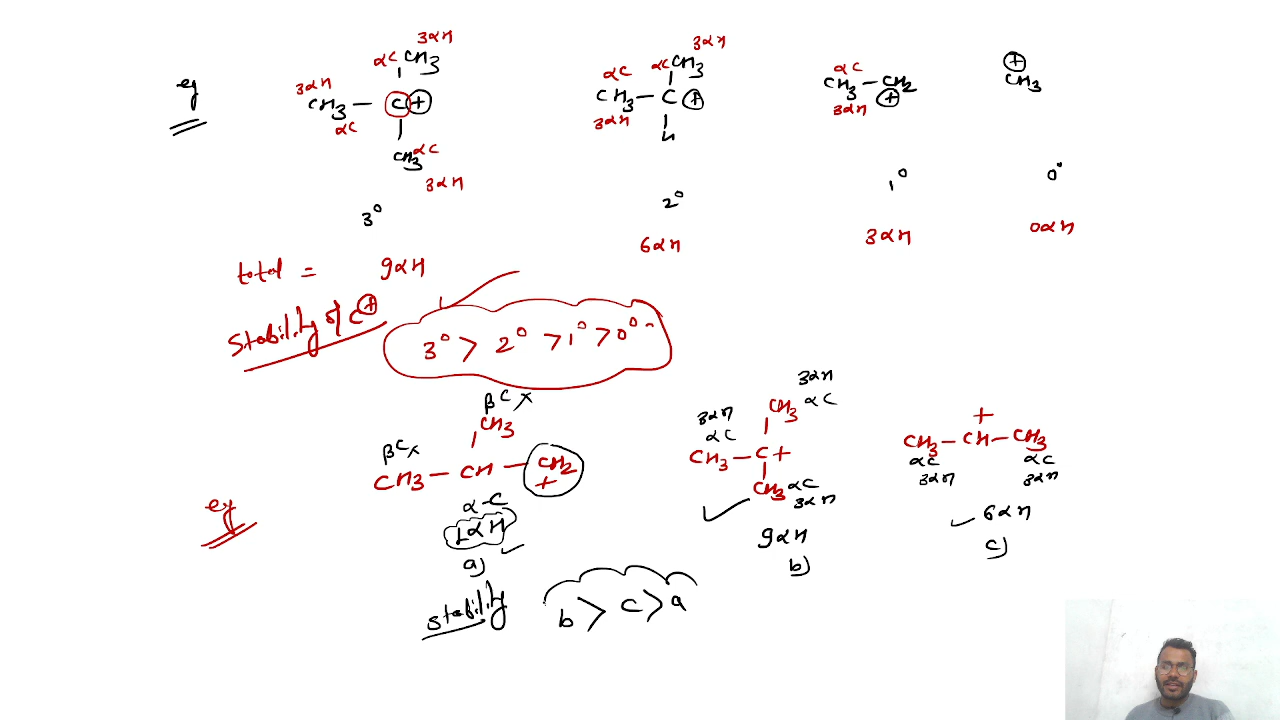 eg
3αH
αC CH3
3αH
CH3 — C +
αC
CH3 αC
3αH
3°
total = 9αH
3αH
αC
αC CH3
CH3 — C +
3αH
H
2°
6αH
αC
CH3 — CH2
3αH +
1°
3αH
+
CH3
0°
0αH
Stability of C+
3° > 2° > 1° > 0°
eg
βC x
CH3
βC x
CH3 — CH — CH2
+
α-C
1αH
a)
3αH
CH3 αC
3αH
αC
CH3 — C +
CH3 αC
3αH
9αH
b)
+
CH3 — CH — CH3
αC αC
3αH 3αH
6αH
c)
stability b > c > a